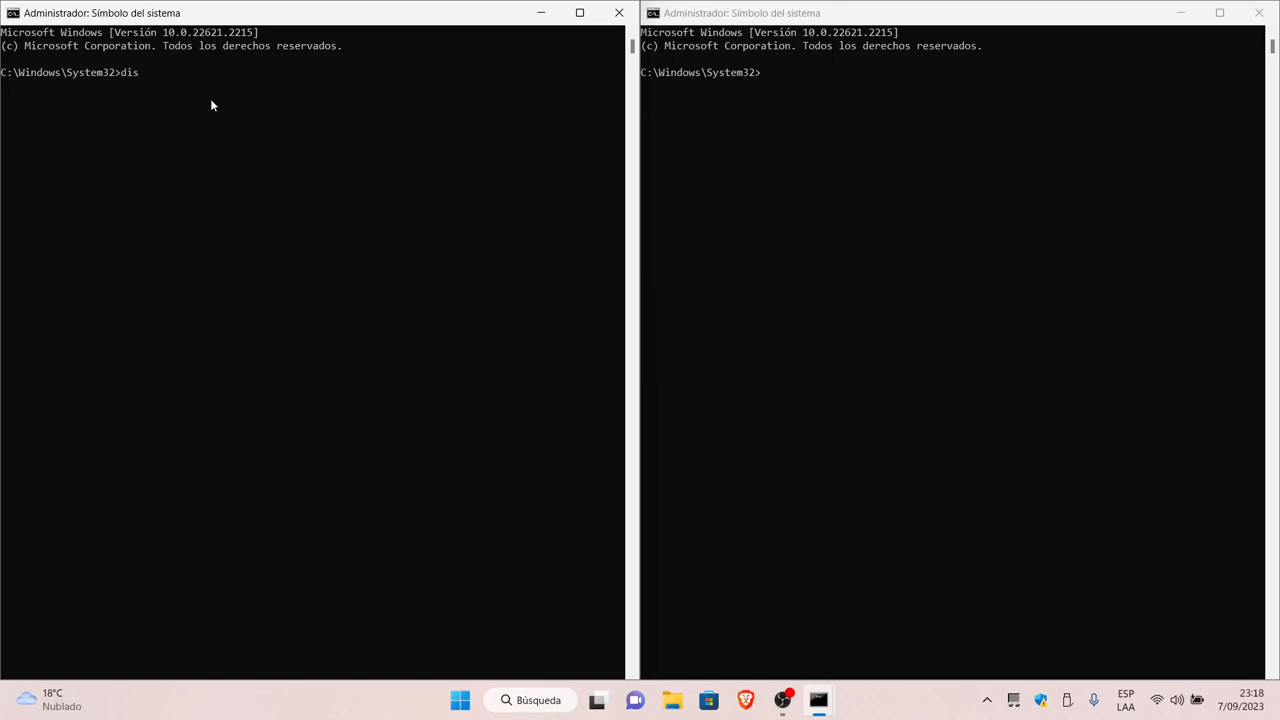 Administrador: Símbolo del sistema
Microsoft Windows [Versión 10.0.22621.2215]
(c) Microsoft Corporation. Todos los derechos reservados.
C:\Windows\System32>dis
Administrador: Símbolo del sistema
Microsoft Windows [Versión 10.0.22621.2215]
(c) Microsoft Corporation. Todos los derechos reservados.
C:\Windows\System32>
18°C
Nublado
Búsqueda
ESP
LAA
23:18
7/09/2023